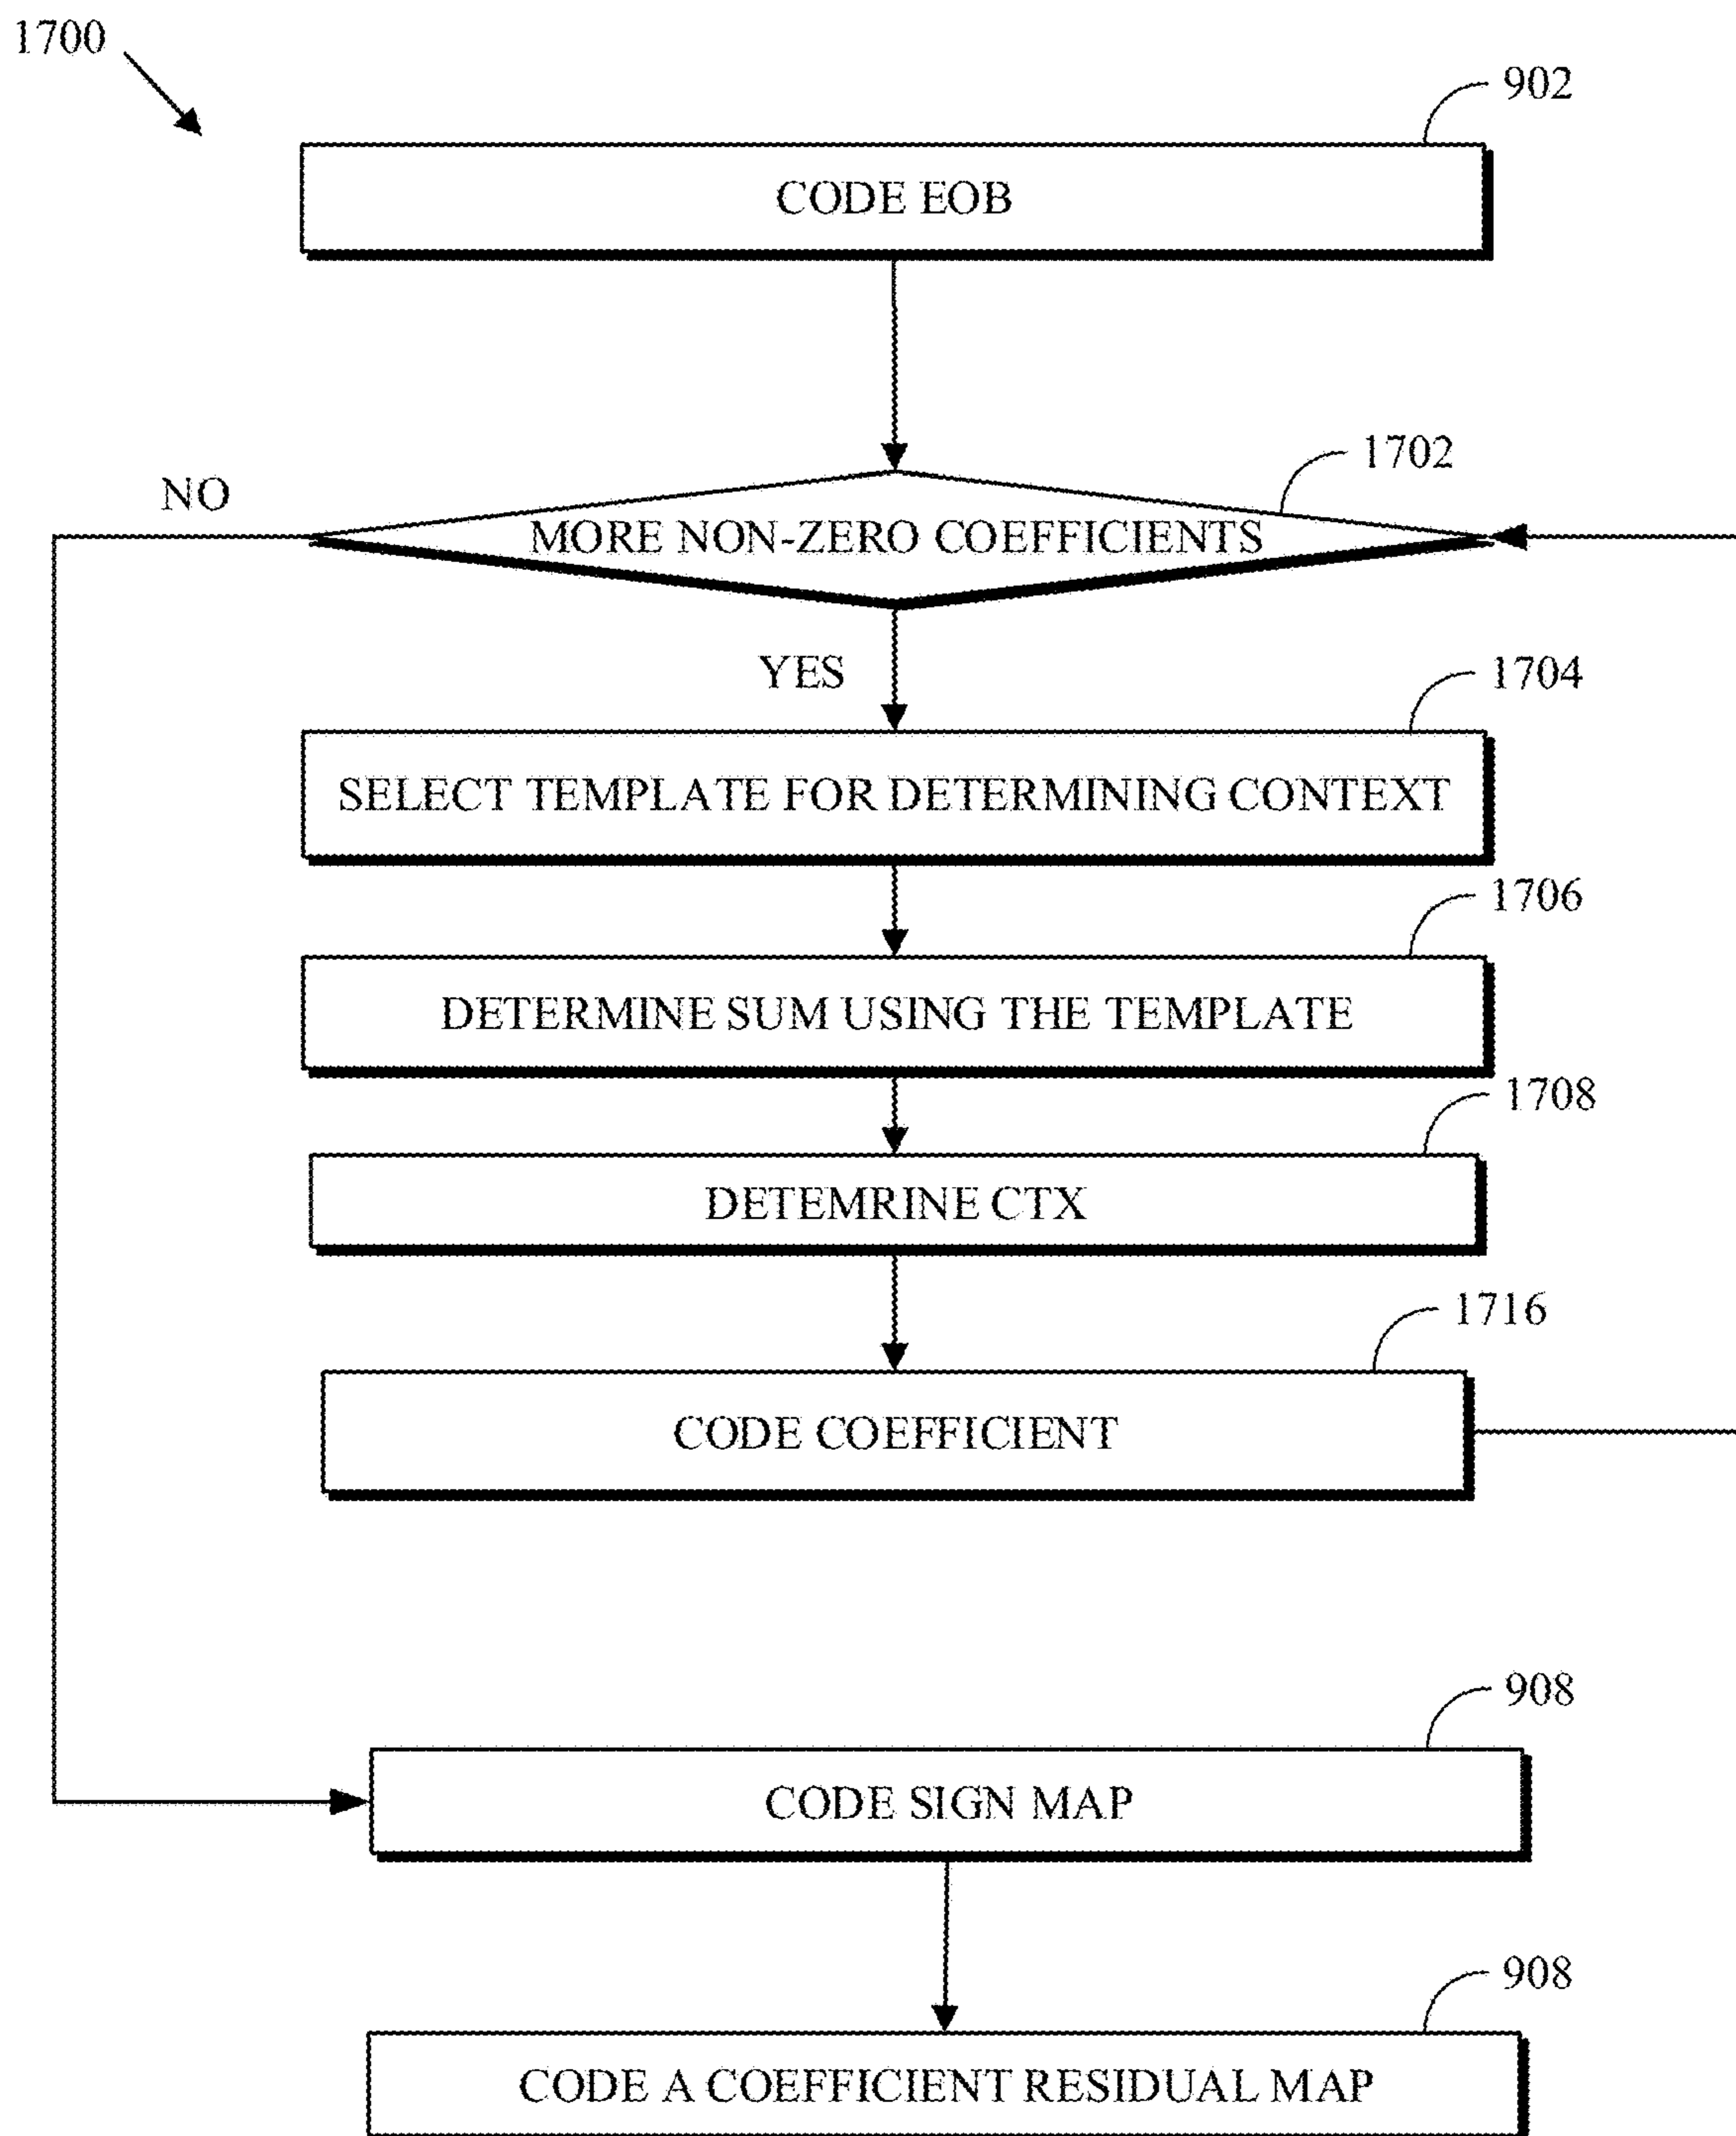 1700
902
CODE EOB
1702
NO
MORE NON-ZERO COEFFICIENTS
YES
1704
SELECT TEMPLATE FOR DETERMINING CONTEXT
1706
DETERMINE SUM USING THE TEMPLATE
1708
DETEMRINE CTX
1716
CODE COEFFICIENT
908
CODE SIGN MAP
908
CODE A COEFFICIENT RESIDUAL MAP